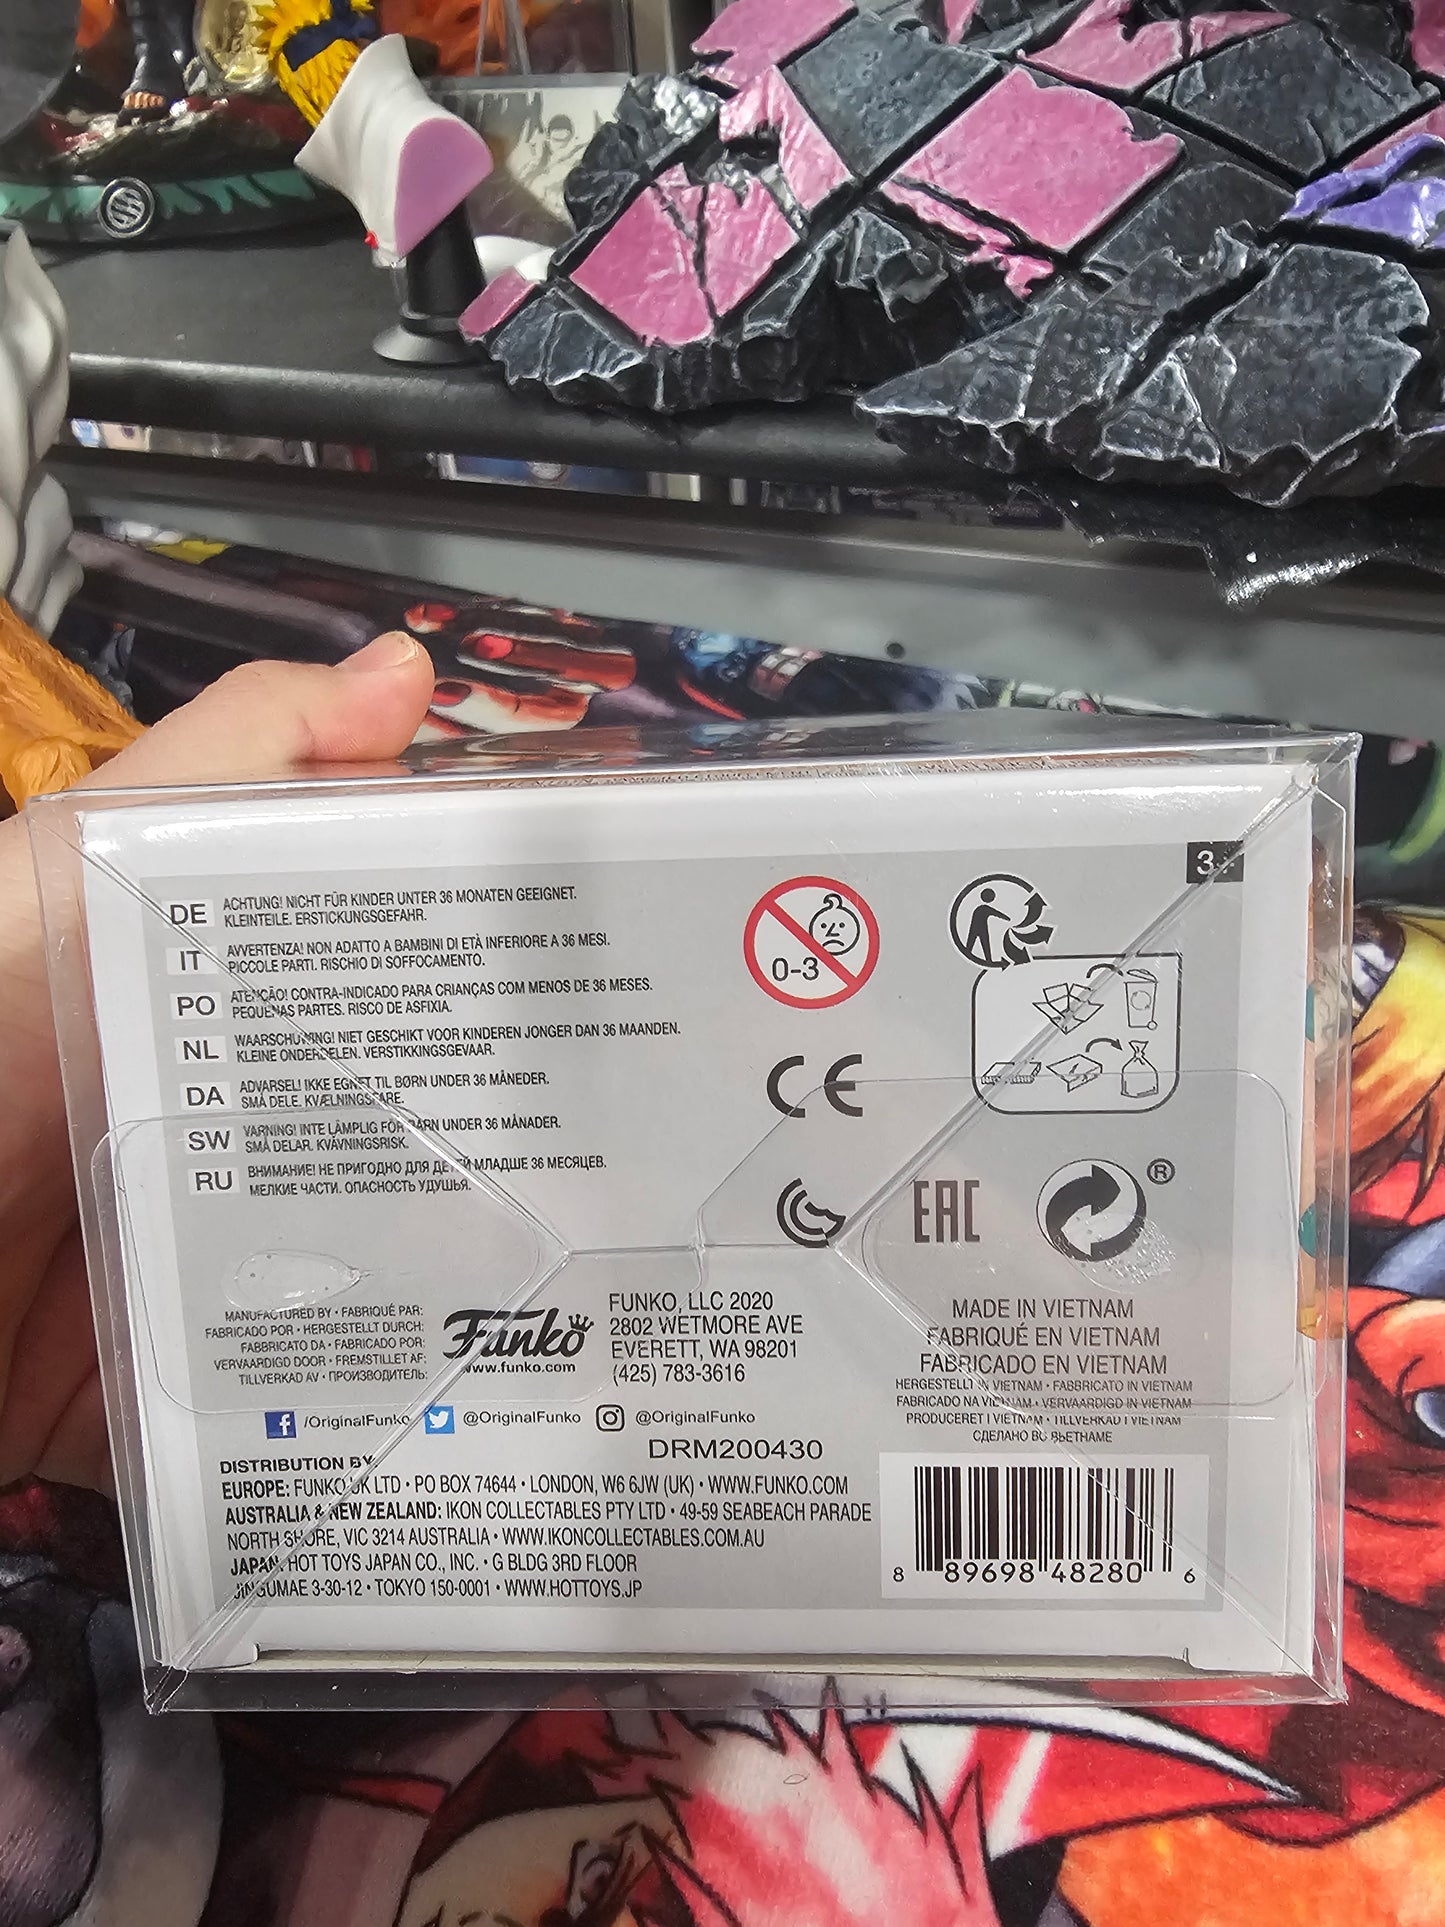 3+
DE ACHTUNG! NICHT FÜR KINDER UNTER 36 MONATEN GEEIGNET.
KLEINTEILE. ERSTICKUNGSGEFAHR.
IT AVVERTENZA! NON ADATTO A BAMBINI DI ETÀ INFERIORE A 36 MESI.
PICCOLE PARTI. RISCHIO DI SOFFOCAMENTO.
PO ATENÇÃO! CONTRA-INDICADO PARA CRIANÇAS COM MENOS DE 36 MESES.
PEQUENAS PARTES. RISCO DE ASFIXIA.
NL WAARSCHUWING! NIET GESCHIKT VOOR KINDEREN JONGER DAN 36 MAANDEN.
KLEINE ONDERDELEN. VERSTIKKINGSGEVAAR.
DA ADVARSEL! IKKE EGNET TIL BØRN UNDER 36 MÅNEDER.
SMÅ DELE. KVÆLNINGSFARE.
SW VARNING! INTE LÄMPLIG FÖR BARN UNDER 36 MÅNADER.
SMÅ DELAR. KVÄVNINGSRISK.
RU ВНИМАНИЕ! НЕ ПРИГОДНО ДЛЯ ДЕТЕЙ МЛАДШЕ 36 МЕСЯЦЕВ.
МЕЛКИЕ ЧАСТИ. ОПАСНОСТЬ УДУШЬЯ.
0-3
CE
EAC
®
MANUFACTURED BY • FABRIQUÉ PAR:
FABRICADO POR • HERGESTELLT DURCH:
FABBRICATO DA • FABRICADO POR:
VERVAARDIGD DOOR • FREMSTILLET AF:
TILLVERKAD AV • ПРОИЗВОДИТЕЛЬ:
Funko
www.funko.com
FUNKO, LLC 2020
2802 WETMORE AVE
EVERETT, WA 98201
(425) 783-3616
MADE IN VIETNAM
FABRIQUÉ EN VIETNAM
FABRICADO EN VIETNAM
HERGESTELLT IN VIETNAM • FABBRICATO IN VIETNAM
FABRICADO NA VIETNAM • VERVAARDIGD IN VIETNAM
PRODUCERET I VIETNAM • TILLVERKAD I VIETNAM
СДЕЛАНО ВО ВЬЕТНАМЕ
/OriginalFunko @OriginalFunko @OriginalFunko
DRM200430
DISTRIBUTION BY:
EUROPE: FUNKO UK LTD • PO BOX 74644 • LONDON, W6 6JW (UK) • WWW.FUNKO.COM
AUSTRALIA & NEW ZEALAND: IKON COLLECTABLES PTY LTD • 49-59 SEABEACH PARADE
NORTH SHORE, VIC 3214 AUSTRALIA • WWW.IKONCOLLECTABLES.COM.AU
JAPAN: HOT TOYS JAPAN CO., INC. • G BLDG 3RD FLOOR
JINGUMAE 3-30-12 • TOKYO 150-0001 • WWW.HOTTOYS.JP
8 89698 48280 6